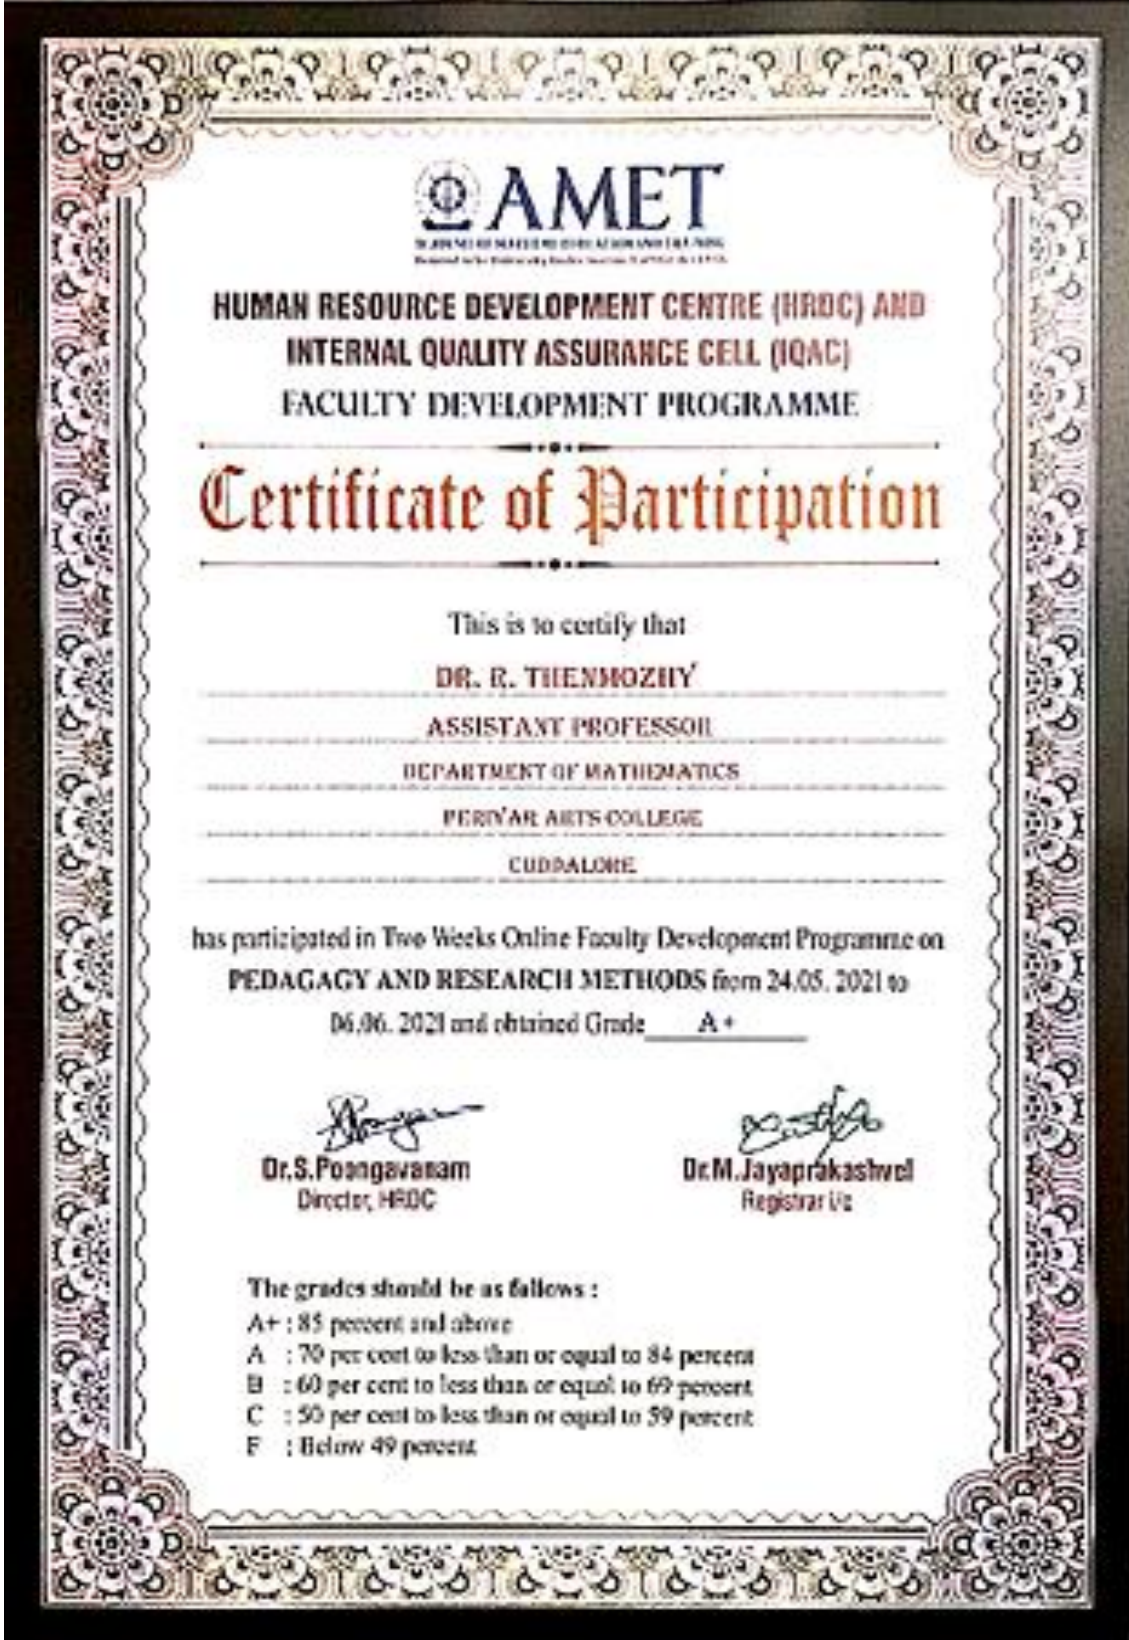 AMET
HUMAN RESOURCE DEVELOPMENT CENTRE (HRDC) AND
INTERNAL QUALITY ASSURANCE CELL (IQAC)
FACULTY DEVELOPMENT PROGRAMME
Certificate of Participation
This is to certify that
DR. R. THENMOZHY
ASSISTANT PROFESSOR
DEPARTMENT OF MATHEMATICS
PERIYAR ARTS COLLEGE
CUDDALORE
has participated in Two Weeks Online Faculty Development Programme on
PEDAGAGY AND RESEARCH METHODS from 24.05. 2021 to
06.06. 2021 and obtained Grade A +
Dr.S.Poongavanam
Director, HRDC
Dr.M.Jayaprakashvel
Registrar i/c
The grades should be as follows :
A+ : 85 percent and above
A : 70 per cent to less than or equal to 84 percent
B : 60 per cent to less than or equal to 69 percent
C : 50 per cent to less than or equal to 59 percent
F : Below 49 percent